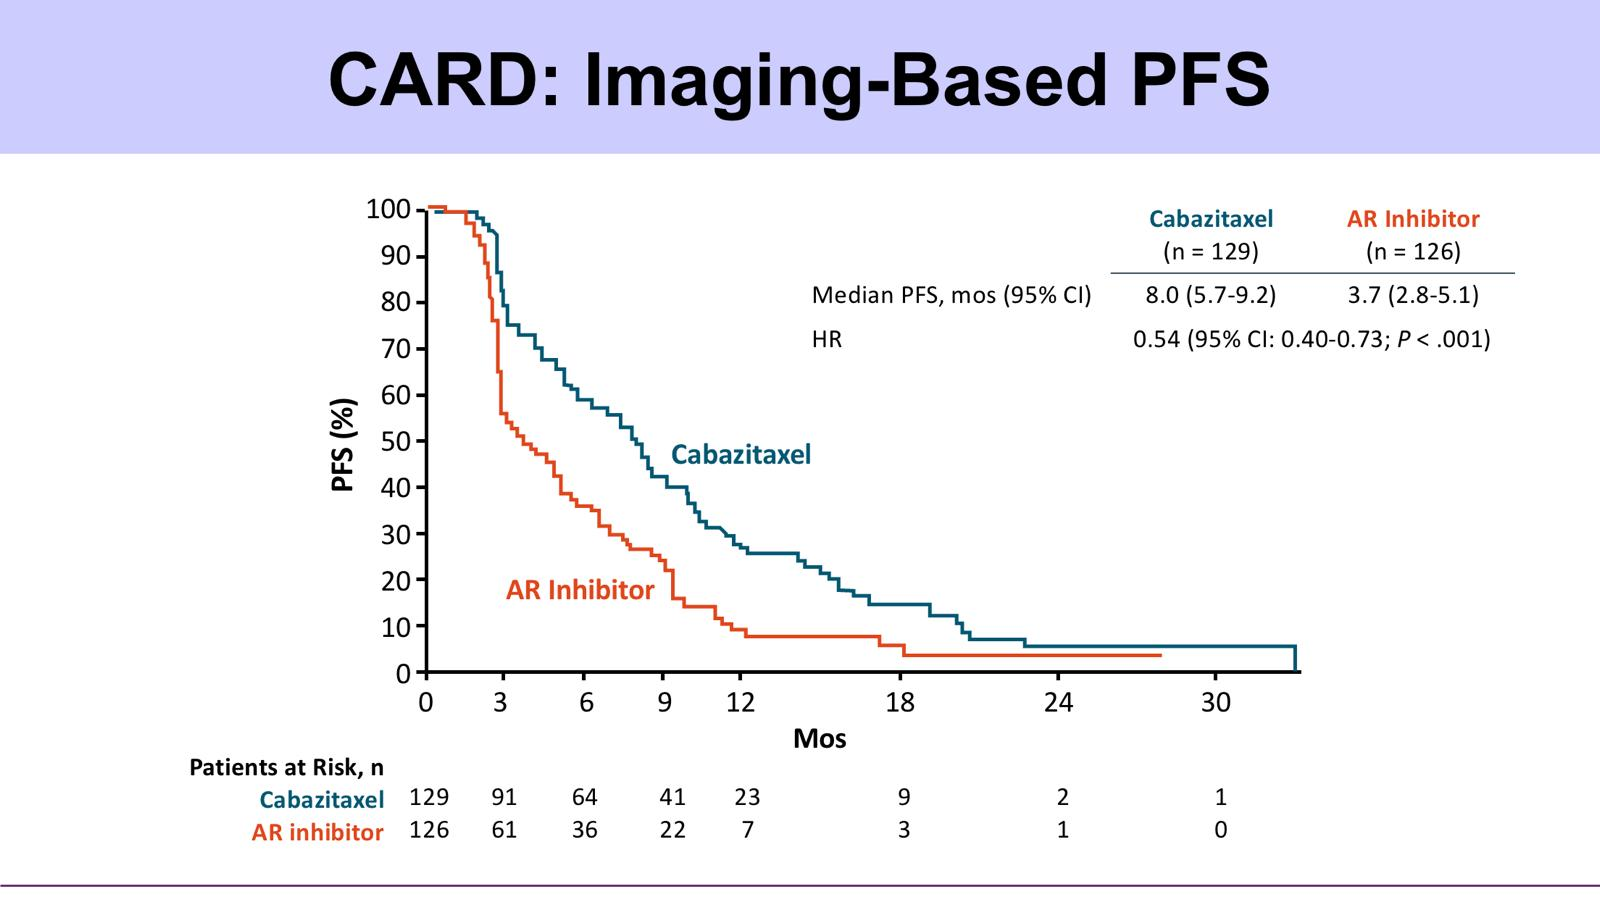 CARD: Imaging-Based PFS
Cabazitaxel AR Inhibitor
(n = 129) (n = 126)
Median PFS, mos (95% CI) 8.0 (5.7-9.2) 3.7 (2.8-5.1)
HR 0.54 (95% CI: 0.40-0.73; P < .001)
PFS (%)
100
90
80
70
60
50
40
30
20
10
0
Cabazitaxel
AR Inhibitor
0 3 6 9 12 18 24 30
Mos
Patients at Risk, n
Cabazitaxel 129 91 64 41 23 9 2 1
AR inhibitor 126 61 36 22 7 3 1 0